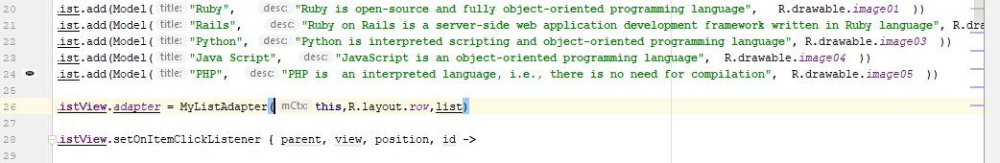 20 ist.add(Model( title: "Ruby", desc: "Ruby is open-source and fully object-oriented programming language", R.drawable.image01 ))
21 ist.add(Model( title: "Rails", desc: "Ruby on Rails is a server-side web application development framework written in Ruby language", R.dra
22 ist.add(Model( title: "Python", desc: "Python is interpreted scripting and object-oriented programming language", R.drawable.image03 ))
23 ist.add(Model( title: "Java Script", desc: "JavaScript is an object-oriented programming language", R.drawable.image04 ))
24 ist.add(Model( title: "PHP", desc: "PHP is an interpreted language, i.e., there is no need for compilation", R.drawable.image05 ))
25
26 istView.adapter = MyListAdapter( mCtx: this,R.layout.row,list)
27
28 istView.setOnItemClickListener { parent, view, position, id ->
29